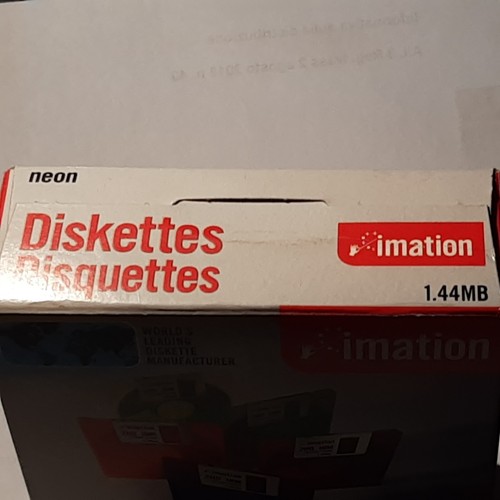 neon
Diskettes
Disquettes
imation
1.44MB
WORLD'S
LEADING
DISKETTE
MANUFACTURER
imation